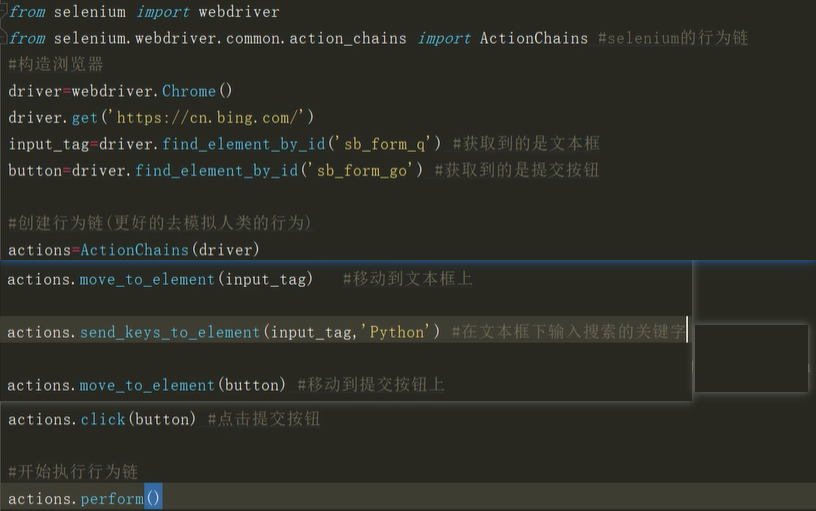 from selenium import webdriver
from selenium.webdriver.common.action_chains import ActionChains #selenium的行为链
#构造浏览器
driver=webdriver.Chrome()
driver.get('https://cn.bing.com/')
input_tag=driver.find_element_by_id('sb_form_q') #获取到的是文本框
button=driver.find_element_by_id('sb_form_go') #获取到的是提交按钮
#创建行为链(更好的去模拟人类的行为)
actions=ActionChains(driver)
actions.move_to_element(input_tag) #移动到文本框上
actions.send_keys_to_element(input_tag,'Python') #在文本框下输入搜索的关键字
actions.move_to_element(button) #移动到提交按钮上
actions.click(button) #点击提交按钮
#开始执行行为链
actions.perform()